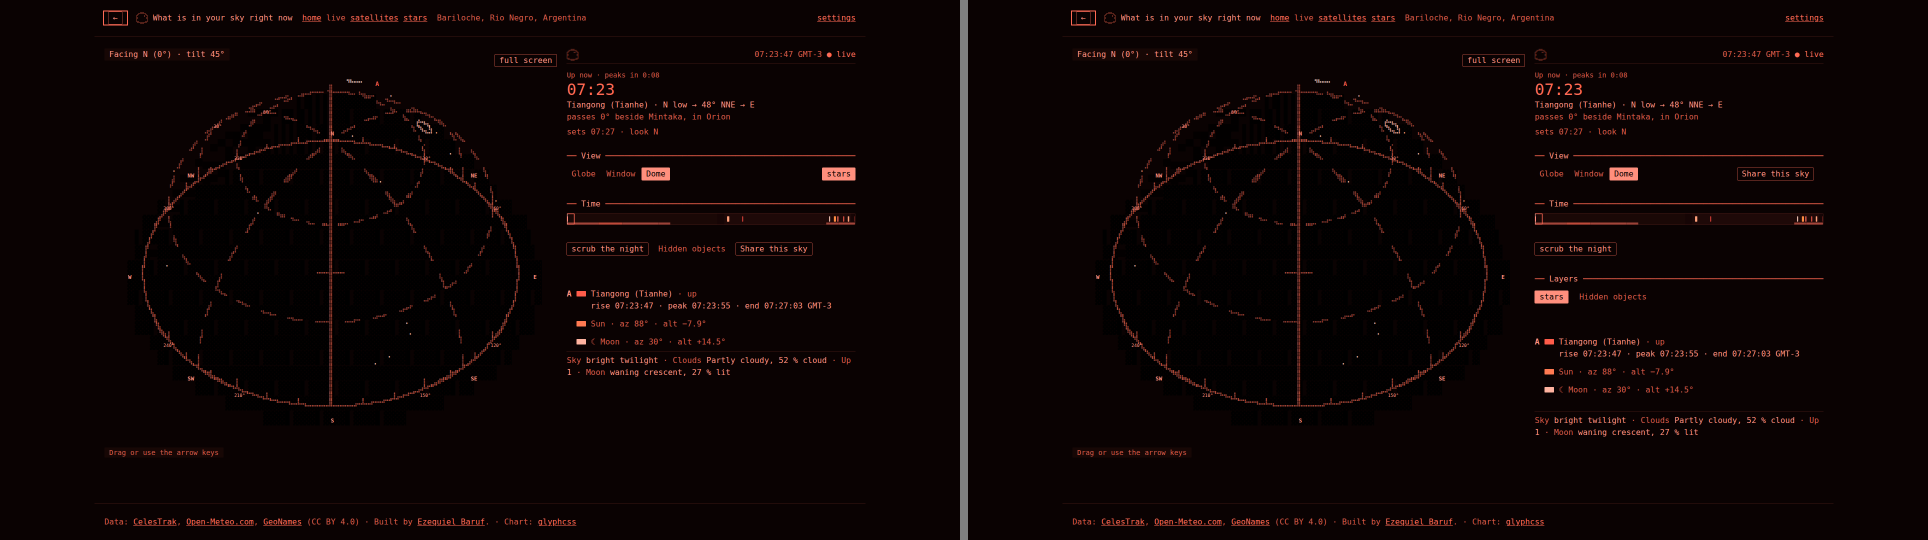 ← What is in your sky right now home live satellites stars Bariloche, Rio Negro, Argentina settings
Facing N (0°) · tilt 45°
full screen
07:23:47 GMT-3 ● live
Up now · peaks in 0:08
07:23
Tiangong (Tianhe) · N low → 48° NNE → E
passes 0° beside Mintaka, in Orion
sets 07:27 · look N
View
Globe Window Dome stars
Time
scrub the night Hidden objects Share this sky
A Tiangong (Tianhe) · up
rise 07:23:47 · peak 07:23:55 · end 07:27:03 GMT-3
Sun · az 88° · alt −7.9°
☾ Moon · az 30° · alt +14.5°
Sky bright twilight · Clouds Partly cloudy, 52 % cloud · Up
1 · Moon waning crescent, 27 % lit
A
N
NW
NE
W
E
SW
SE
210°
150°
S
Drag or use the arrow keys
Data: CelesTrak, Open-Meteo.com, GeoNames (CC BY 4.0) · Built by Ezequiel Baruf. · Chart: glyphcss
← What is in your sky right now home live satellites stars Bariloche, Rio Negro, Argentina settings
Facing N (0°) · tilt 45°
full screen
07:23:47 GMT-3 ● live
Up now · peaks in 0:08
07:23
Tiangong (Tianhe) · N low → 48° NNE → E
passes 0° beside Mintaka, in Orion
sets 07:27 · look N
View
Globe Window Dome Share this sky
Time
scrub the night
Layers
stars Hidden objects
A Tiangong (Tianhe) · up
rise 07:23:47 · peak 07:23:55 · end 07:27:03 GMT-3
Sun · az 88° · alt −7.9°
☾ Moon · az 30° · alt +14.5°
Sky bright twilight · Clouds Partly cloudy, 52 % cloud · Up
1 · Moon waning crescent, 27 % lit
A
N
NW
NE
W
E
SW
SE
210°
150°
S
Drag or use the arrow keys
Data: CelesTrak, Open-Meteo.com, GeoNames (CC BY 4.0) · Built by Ezequiel Baruf. · Chart: glyphcss